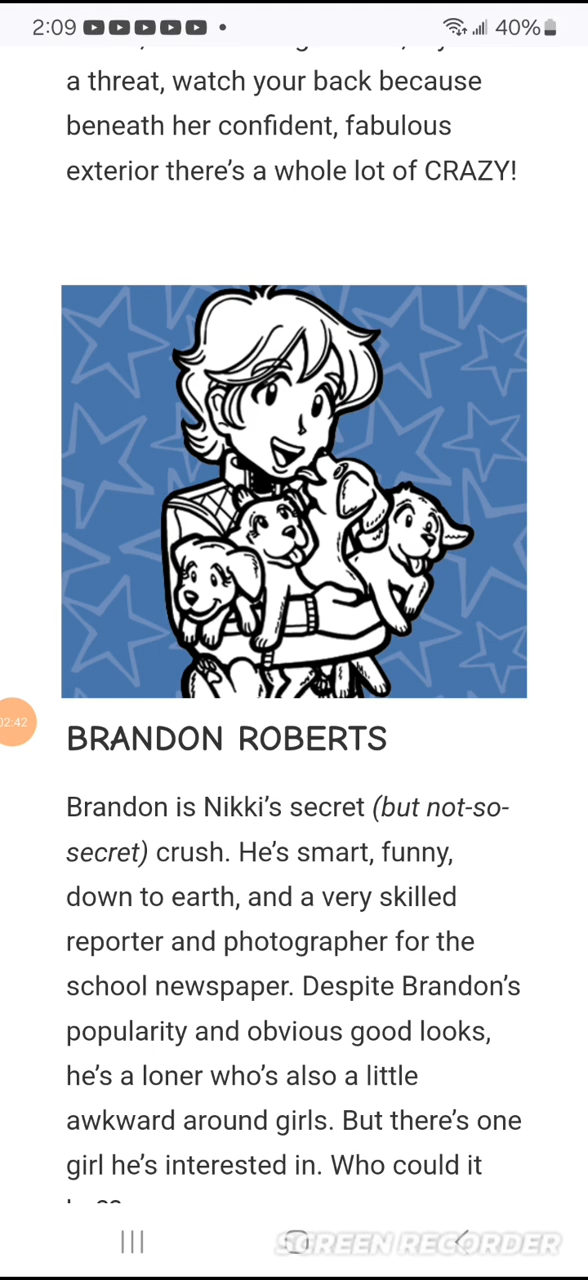 2:09
40%
a threat, watch your back because
beneath her confident, fabulous
exterior there's a whole lot of CRAZY!
02:42
BRANDON ROBERTS
Brandon is Nikki's secret (but not-so-
secret) crush. He's smart, funny,
down to earth, and a very skilled
reporter and photographer for the
school newspaper. Despite Brandon's
popularity and obvious good looks,
he's a loner who's also a little
awkward around girls. But there's one
girl he's interested in. Who could it
SCREEN RECORDER